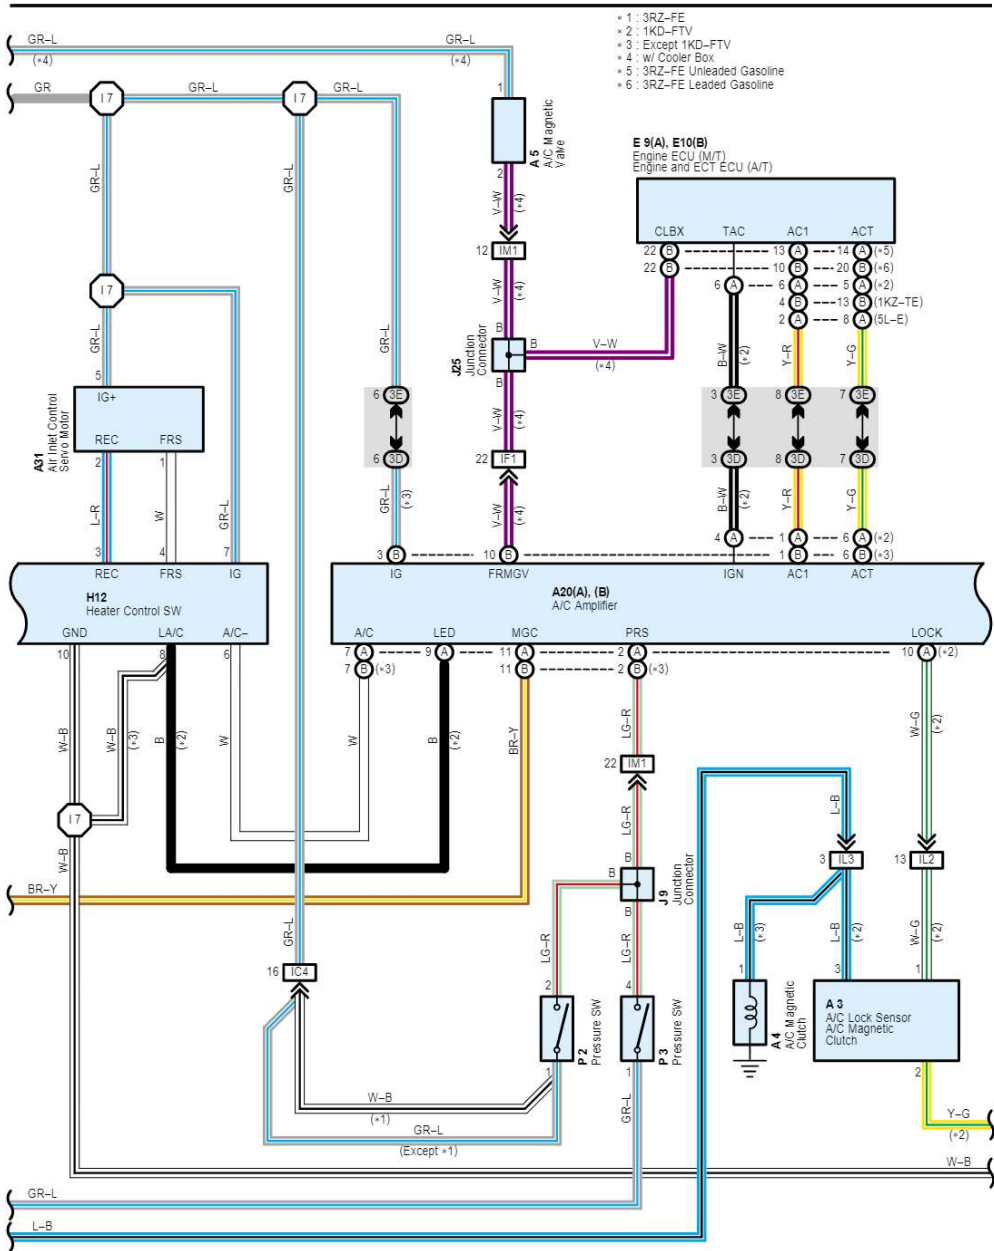 * 1 : 3RZ–FE
* 2 : 1KD–FTV
* 3 : Except 1KD–FTV
* 4 : w/ Cooler Box
* 5 : 3RZ–FE Unleaded Gasoline
* 6 : 3RZ–FE Leaded Gasoline
GR–L
(*4)
GR–L
(*4)
GR
I 7
GR–L
I 7
GR–L
1
A 5
A/C Magnetic
Valve
2
GR–L
GR–L
V–W
(*4)
E 9(A), E10(B)
Engine ECU (M/T)
Engine and ECT ECU (A/T)
CLBX
TAC
AC1
ACT
12
IM1
22
B
13
A
14
A
(*5)
22
B
10
B
20
B
(*6)
6
A
6
A
5
A
(*2)
4
B
13
B
(1KZ–TE)
2
A
8
A
(5L–E)
I 7
V–W
(*4)
GR–L
GR–L
B
J25
Junction
Connector
B
B
V–W
(*4)
B–W
(*2)
Y–R
Y–G
5
IG+
REC
FRS
A31
Air Inlet Control
Servo Motor
6
3E
3
3E
8
3E
7
3E
V–W
(*4)
2
1
6
3D
22
IF1
3
3D
8
3D
7
3D
L–R
W
GR–L
GR–L
(*3)
V–W
(*4)
B–W
(*2)
Y–R
Y–G
4
A
1
A
6
A
(*2)
3
4
7
3
B
10
B
1
B
6
B
(*3)
REC
FRS
IG
IG
FRMGV
IGN
AC1
ACT
H12
Heater Control SW
A20(A), (B)
A/C Amplifier
GND
LA/C
A/C–
A/C
LED
MGC
PRS
LOCK
10
8
6
7
A
9
A
11
A
2
A
10
A
(*2)
7
B
(*3)
11
B
2
B
(*3)
W–B
W–B
(*3)
B
(*2)
W
W
B
(*2)
BR–Y
LG–R
W–G
(*2)
22
IM1
I 7
LG–R
L–B
W–B
B
3
IL3
13
IL2
B
J 9
Junction
Connector
B
BR–Y
GR–L
LG–R
LG–R
L–B
(*3)
L–B
(*2)
W–G
(*2)
16
IC4
2
4
1
3
1
P 2
Pressure SW
P 3
Pressure SW
A 4
A/C Magnetic
Clutch
A 3
A/C Lock Sensor
A/C Magnetic
Clutch
1
1
2
W–B
(*1)
GR–L
Y–G
(*2)
GR–L
(Except *1)
W–B
GR–L
L–B